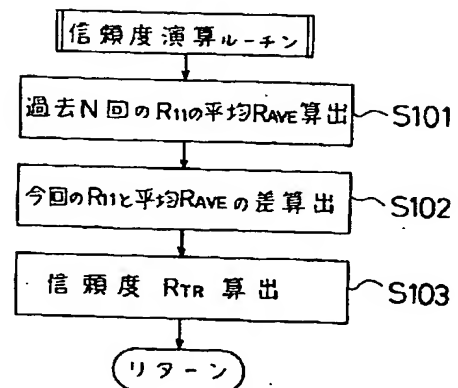 信頼度演算ルーチン
過去N回のR11の平均RAVE算出
S101
今回のR11と平均RAVEの差算出
S102
信頼度 RTR 算出
S103
リターン